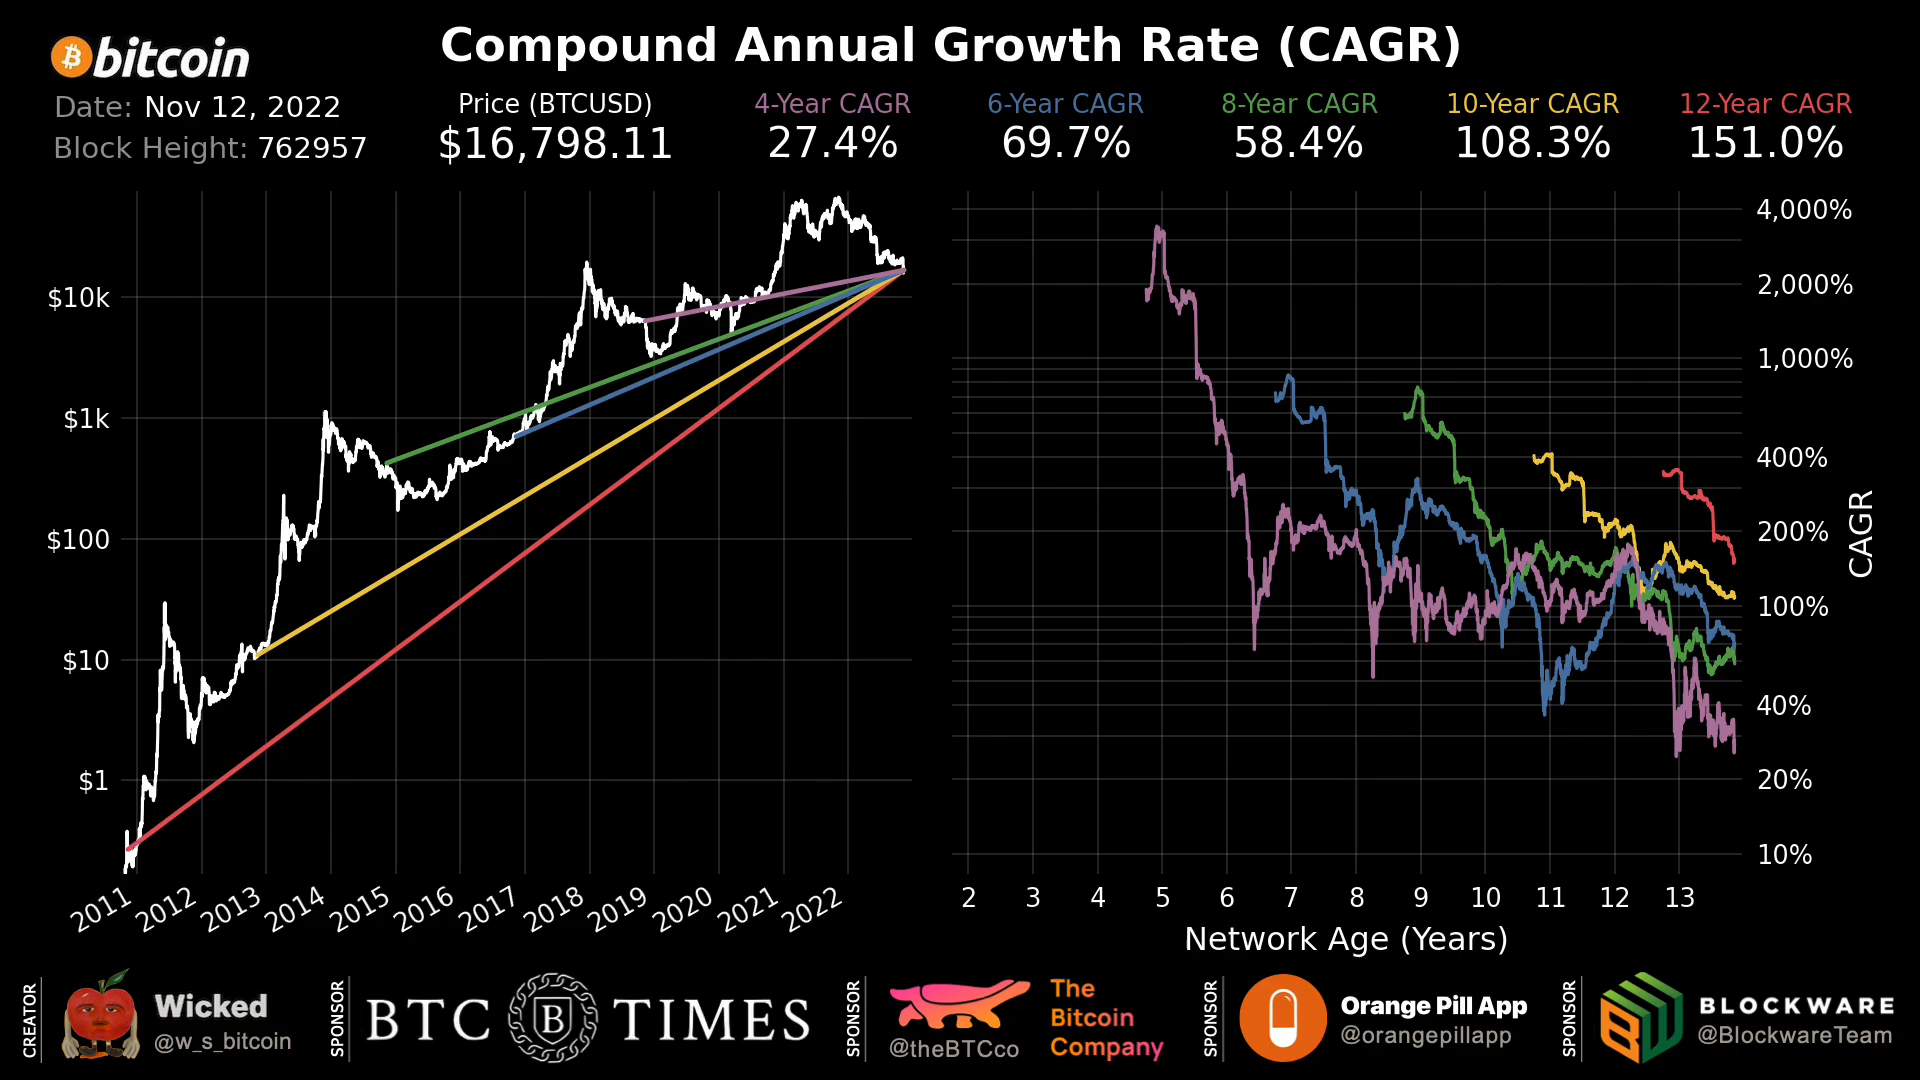 bitcoin
Compound Annual Growth Rate (CAGR)
Date: Nov 12, 2022
Block Height: 762957
Price (BTCUSD)
$16,798.11
4-Year CAGR
27.4%
6-Year CAGR
69.7%
8-Year CAGR
58.4%
10-Year CAGR
108.3%
12-Year CAGR
151.0%
$10k
$1k
$100
$10
$1
2011
2012
2013
2014
2015
2016
2017
2018
2019
2020
2021
2022
4,000%
2,000%
1,000%
400%
200%
100%
40%
20%
10%
CAGR
2 3 4 5 6 7 8 9 10 11 12 13
Network Age (Years)
CREATOR
Wicked
@w_s_bitcoin
SPONSOR
BTC B TIMES
SPONSOR
@theBTCco
The
Bitcoin
Company
SPONSOR
Orange Pill App
@orangepillapp
SPONSOR
BW
BLOCKWARE
@BlockwareTeam